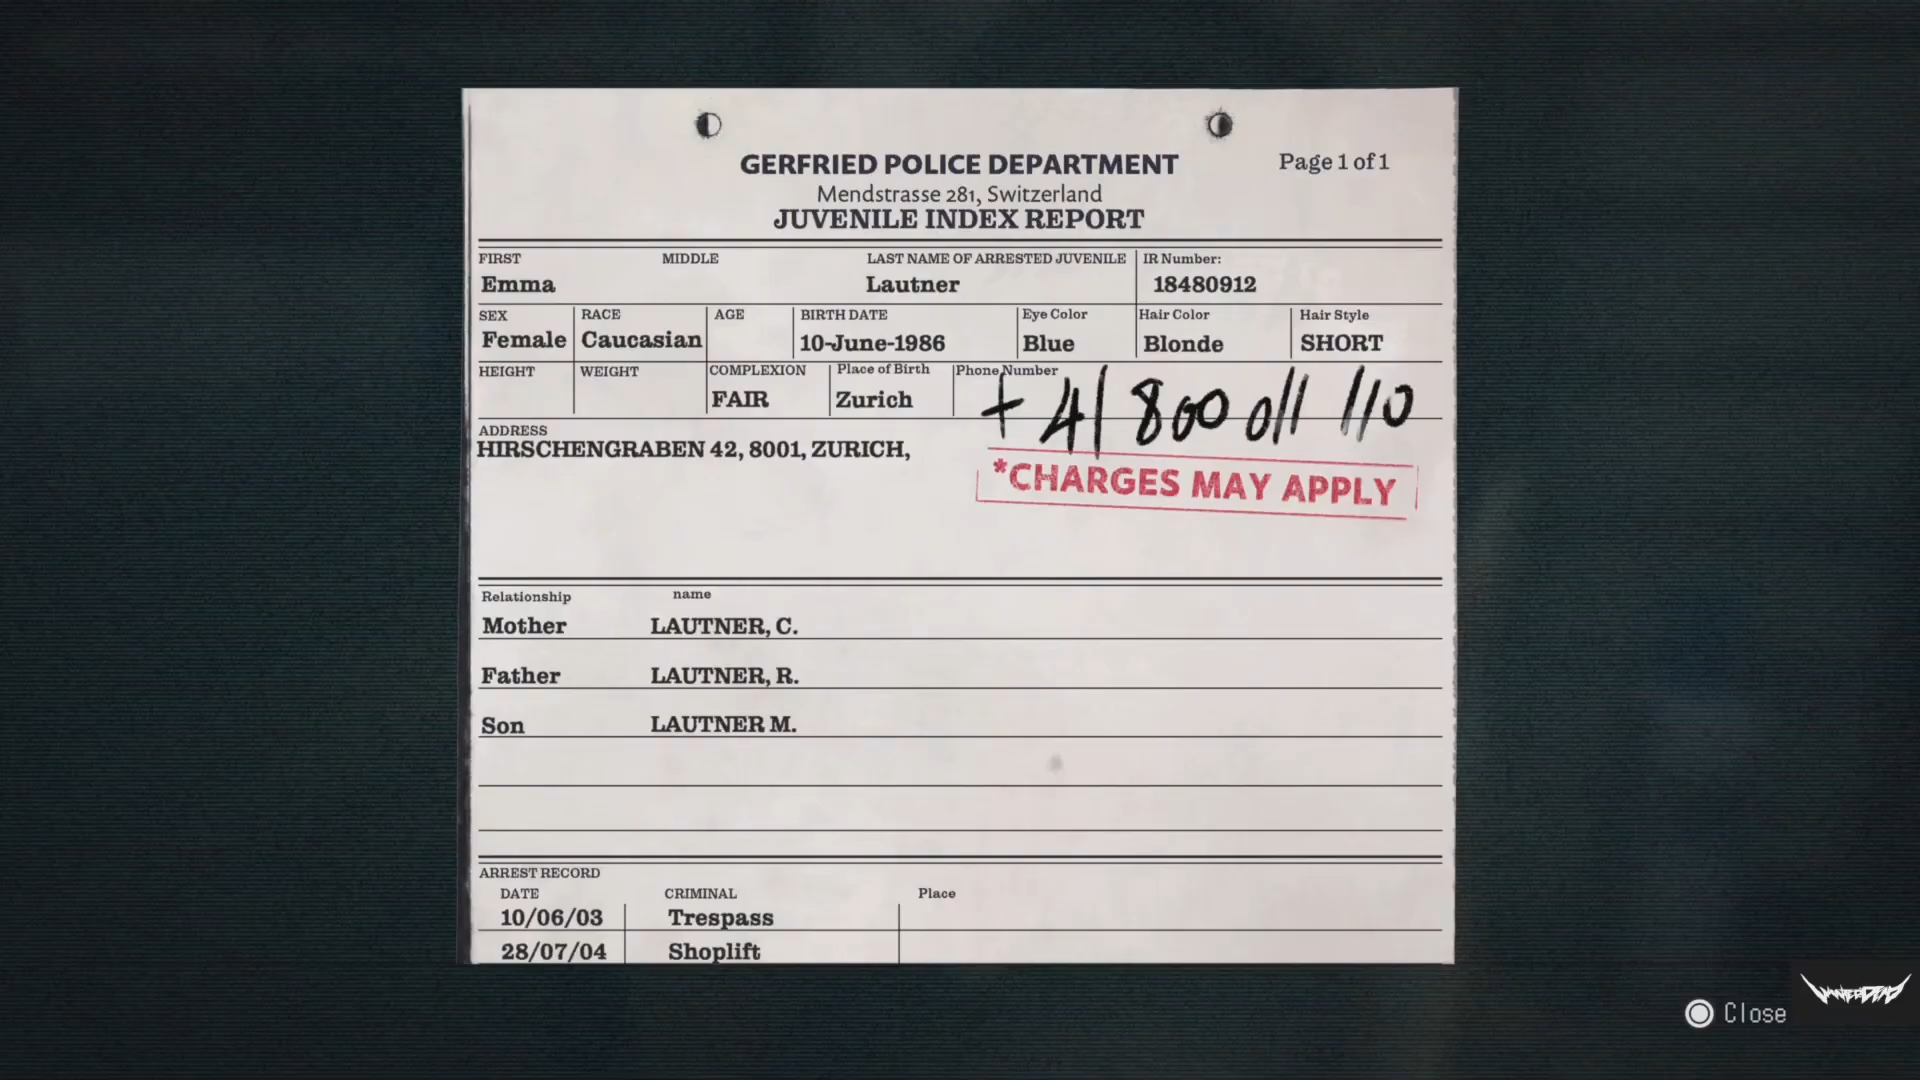 GERFRIED POLICE DEPARTMENT
Page 1 of 1
Mendstrasse 281, Switzerland
JUVENILE INDEX REPORT
FIRST MIDDLE LAST NAME OF ARRESTED JUVENILE IR Number:
Emma Lautner 18480912
SEX RACE AGE BIRTH DATE Eye Color Hair Color Hair Style
Female Caucasian 10-June-1986 Blue Blonde SHORT
HEIGHT WEIGHT COMPLEXION Place of Birth Phone Number
FAIR Zurich + 41 800 011 110
ADDRESS
HIRSCHENGRABEN 42, 8001, ZURICH,
*CHARGES MAY APPLY
Relationship name
Mother LAUTNER, C.
Father LAUTNER, R.
Son LAUTNER M.
ARREST RECORD
DATE CRIMINAL Place
10/06/03 Trespass
28/07/04 Shoplift
Close
WANTED: DEAD